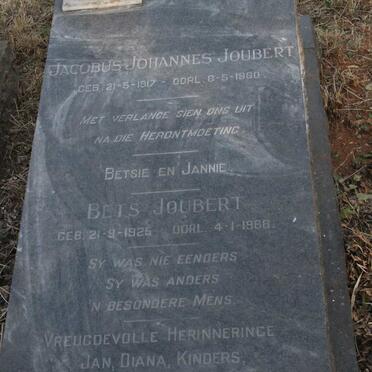 JACOBUS JOHANNES JOUBERT
GEB. 21-5-1917 - OORL. 6-5-1960.
MET VERLANGE SIEN ONS UIT
NA DIE HERONTMOETING.
BETSIE EN JANNIE.
BETS JOUBERT
GEB. 21-9-1925 OORL. 4-1-1986.
SY WAS NIE EENDERS
SY WAS ANDERS
'N BESONDERE MENS.
VREUGDEVOLLE HERINNERINGE
JAN, DIANA, KINDERS,